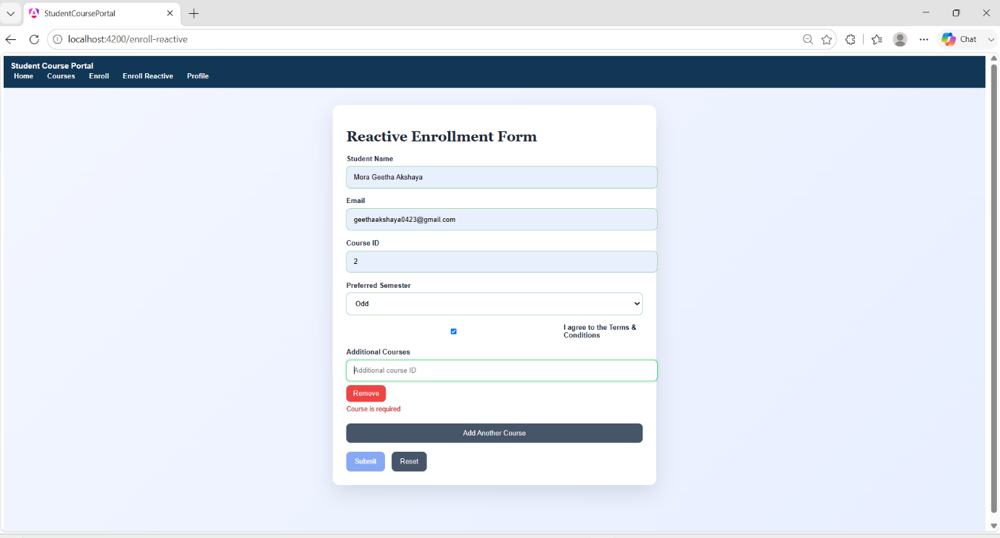 StudentCoursePortal
localhost:4200/enroll-reactive
Chat
Student Course Portal
Home Courses Enroll Enroll Reactive Profile
Reactive Enrollment Form
Student Name
Mora Geetha Akshaya
Email
geethaakshaya0423@gmail.com
Course ID
2
Preferred Semester
Odd
I agree to the Terms &
Conditions
Additional Courses
Additional course ID
Remove
Course is required
Add Another Course
Submit Reset